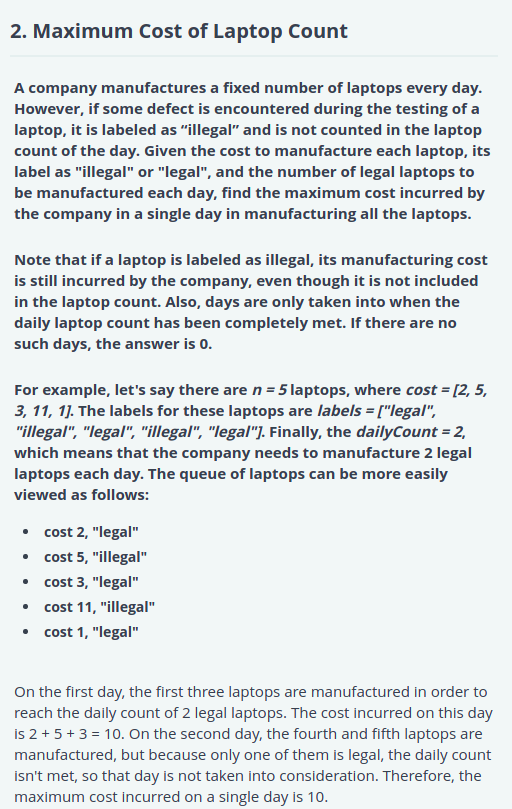 2. Maximum Cost of Laptop Count
A company manufactures a fixed number of laptops every day.
However, if some defect is encountered during the testing of a
laptop, it is labeled as “illegal” and is not counted in the laptop
count of the day. Given the cost to manufacture each laptop, its
label as "illegal" or "legal", and the number of legal laptops to
be manufactured each day, find the maximum cost incurred by
the company in a single day in manufacturing all the laptops.
Note that if a laptop is labeled as illegal, its manufacturing cost
is still incurred by the company, even though it is not included
in the laptop count. Also, days are only taken into when the
daily laptop count has been completely met. If there are no
such days, the answer is 0.
For example, let's say there are n = 5 laptops, where cost = [2, 5,
3, 11, 1]. The labels for these laptops are labels = ["legal",
"illegal", "legal", "illegal", "legal"]. Finally, the dailyCount = 2,
which means that the company needs to manufacture 2 legal
laptops each day. The queue of laptops can be more easily
viewed as follows:
• cost 2, "legal"
• cost 5, "illegal"
• cost 3, "legal"
• cost 11, "illegal"
• cost 1, "legal"
On the first day, the first three laptops are manufactured in order to
reach the daily count of 2 legal laptops. The cost incurred on this day
is 2 + 5 + 3 = 10. On the second day, the fourth and fifth laptops are
manufactured, but because only one of them is legal, the daily count
isn't met, so that day is not taken into consideration. Therefore, the
maximum cost incurred on a single day is 10.